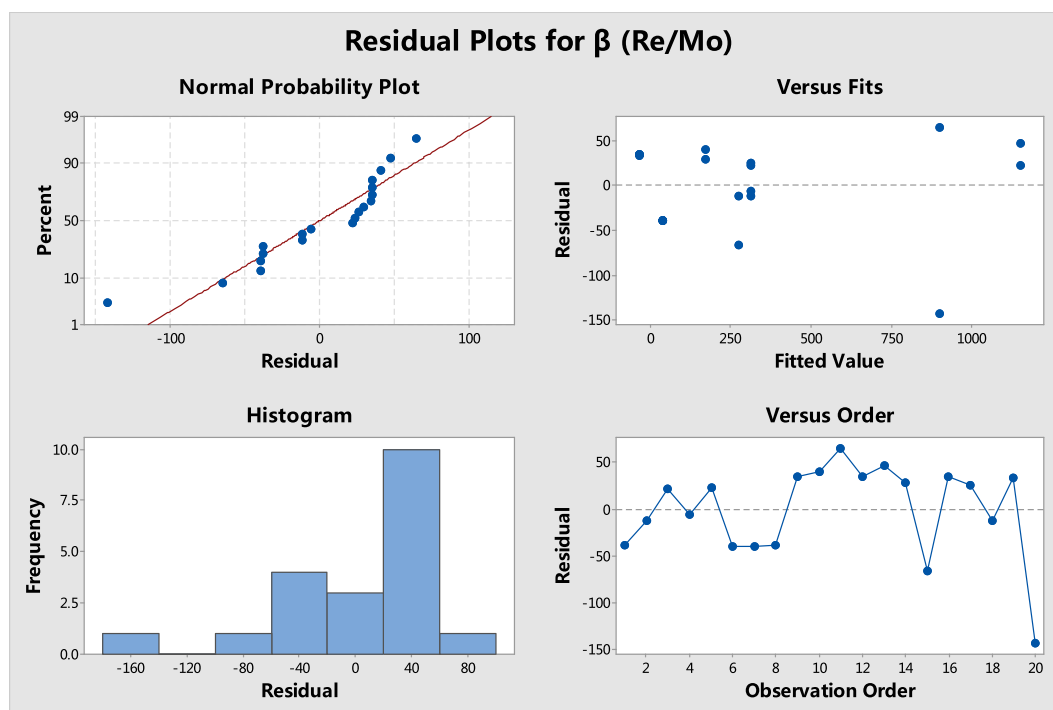 Residual Plots for β (Re/Mo)
Normal Probability Plot
99
90
50
10
1
Percent
-100 0 100
Residual
Versus Fits
50
0
-50
-100
-150
Residual
0 250 500 750 1000
Fitted Value
Histogram
10.0
7.5
5.0
2.5
0.0
Frequency
-160 -120 -80 -40 0 40 80
Residual
Versus Order
50
0
-50
-100
-150
Residual
2 4 6 8 10 12 14 16 18 20
Observation Order